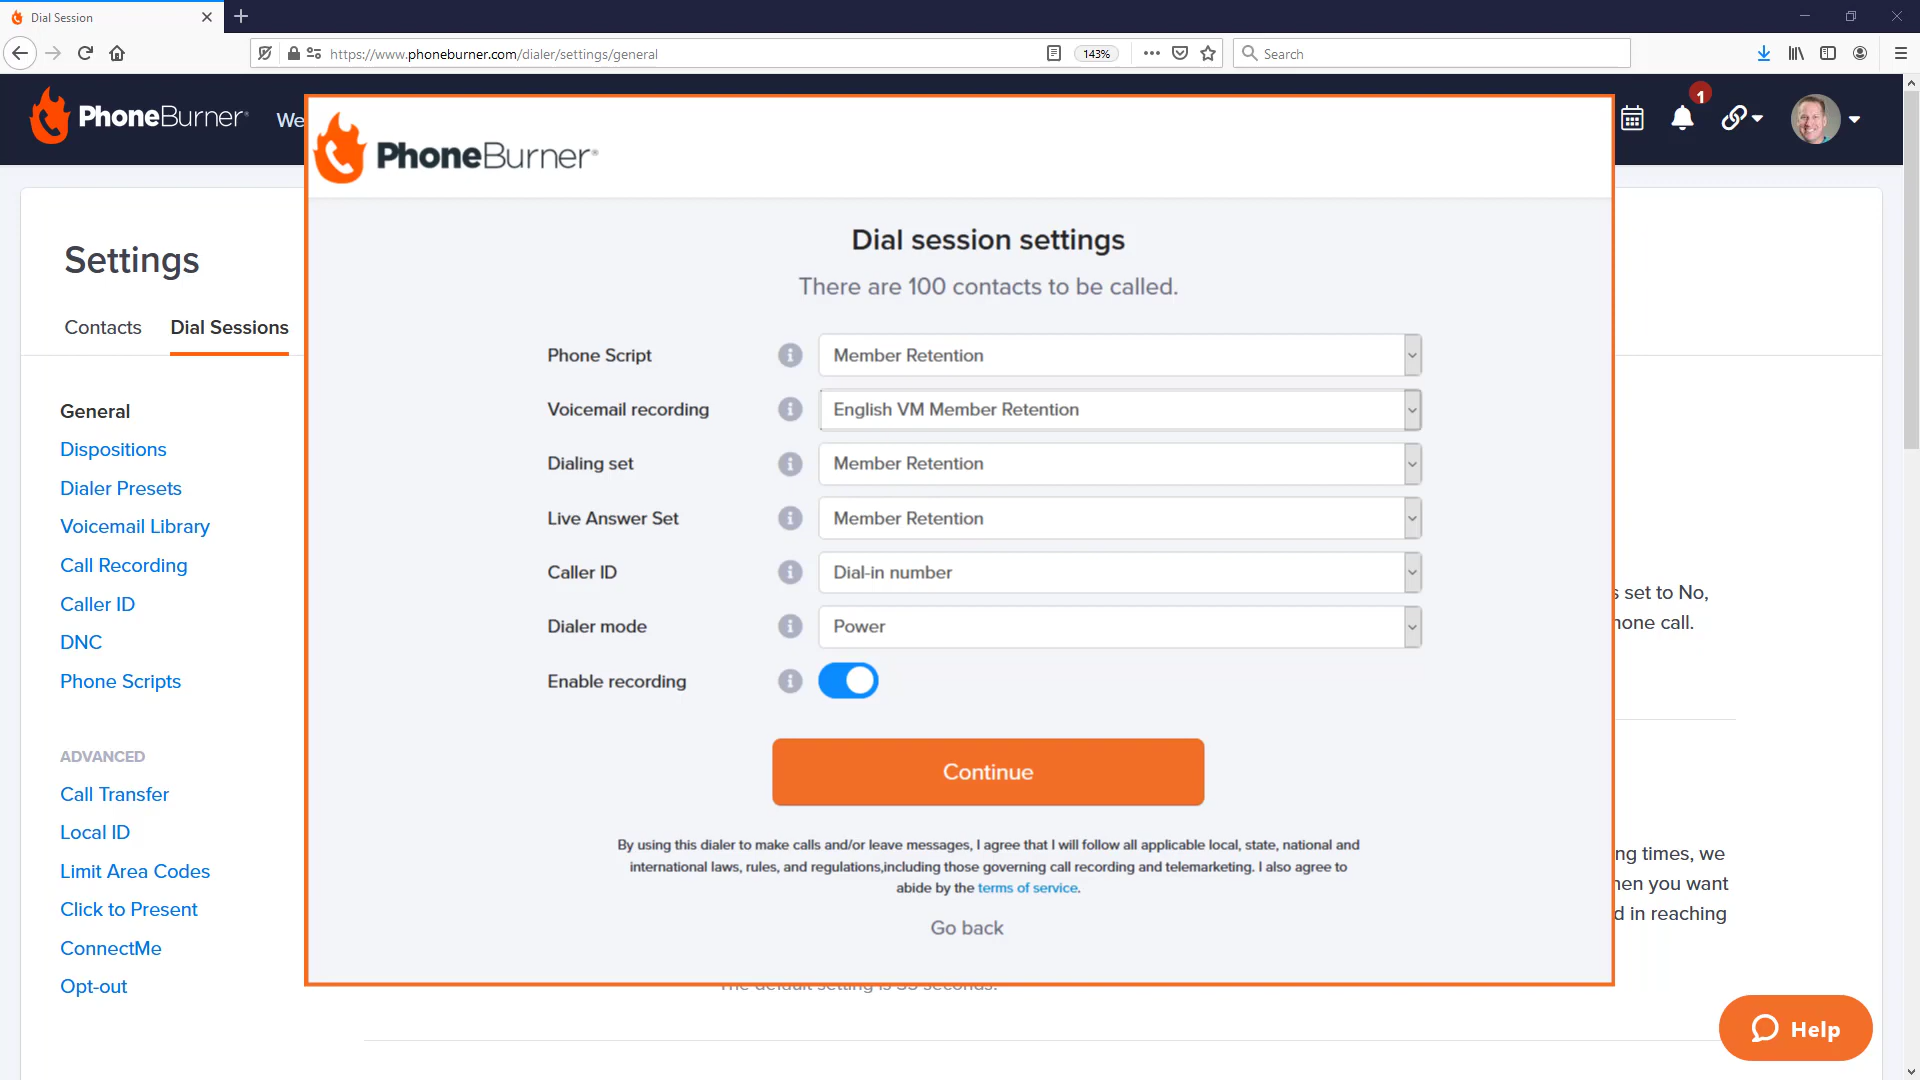 Dial Session
https://www.phoneburner.com/dialer/settings/general
143%
Search
PhoneBurner®
We
1
PhoneBurner®
Settings
Contacts
Dial Sessions
General
Dispositions
Dialer Presets
Voicemail Library
Call Recording
Caller ID
DNC
Phone Scripts
ADVANCED
Call Transfer
Local ID
Limit Area Codes
Click to Present
ConnectMe
Opt-out
Dial session settings
There are 100 contacts to be called.
Phone Script
Member Retention
Voicemail recording
English VM Member Retention
Dialing set
Member Retention
Live Answer Set
Member Retention
Caller ID
Dial-in number
Dialer mode
Power
Enable recording
Continue
By using this dialer to make calls and/or leave messages, I agree that I will follow all applicable local, state, national and
international laws, rules, and regulations,including those governing call recording and telemarketing. I also agree to
abide by the terms of service.
Go back
set to No,
call.
ng times, we
you want
in reaching
The default setting is 35 seconds.
Help